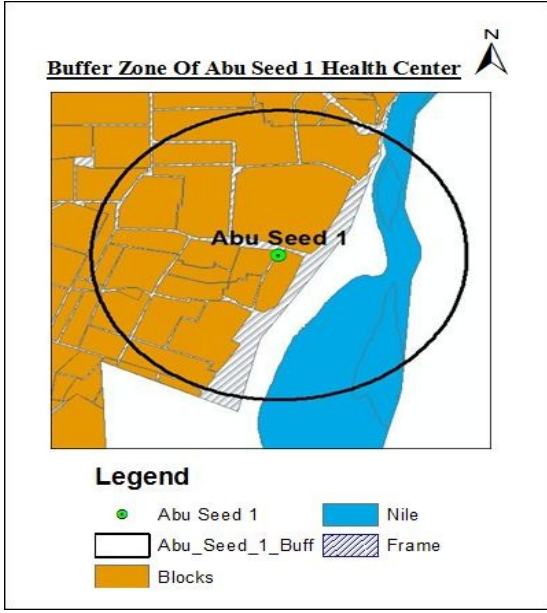 N
Buffer Zone Of Abu Seed 1 Health Center
Abu Seed 1
Legend
Abu Seed 1
Nile
Abu_Seed_1_Buff
Frame
Blocks